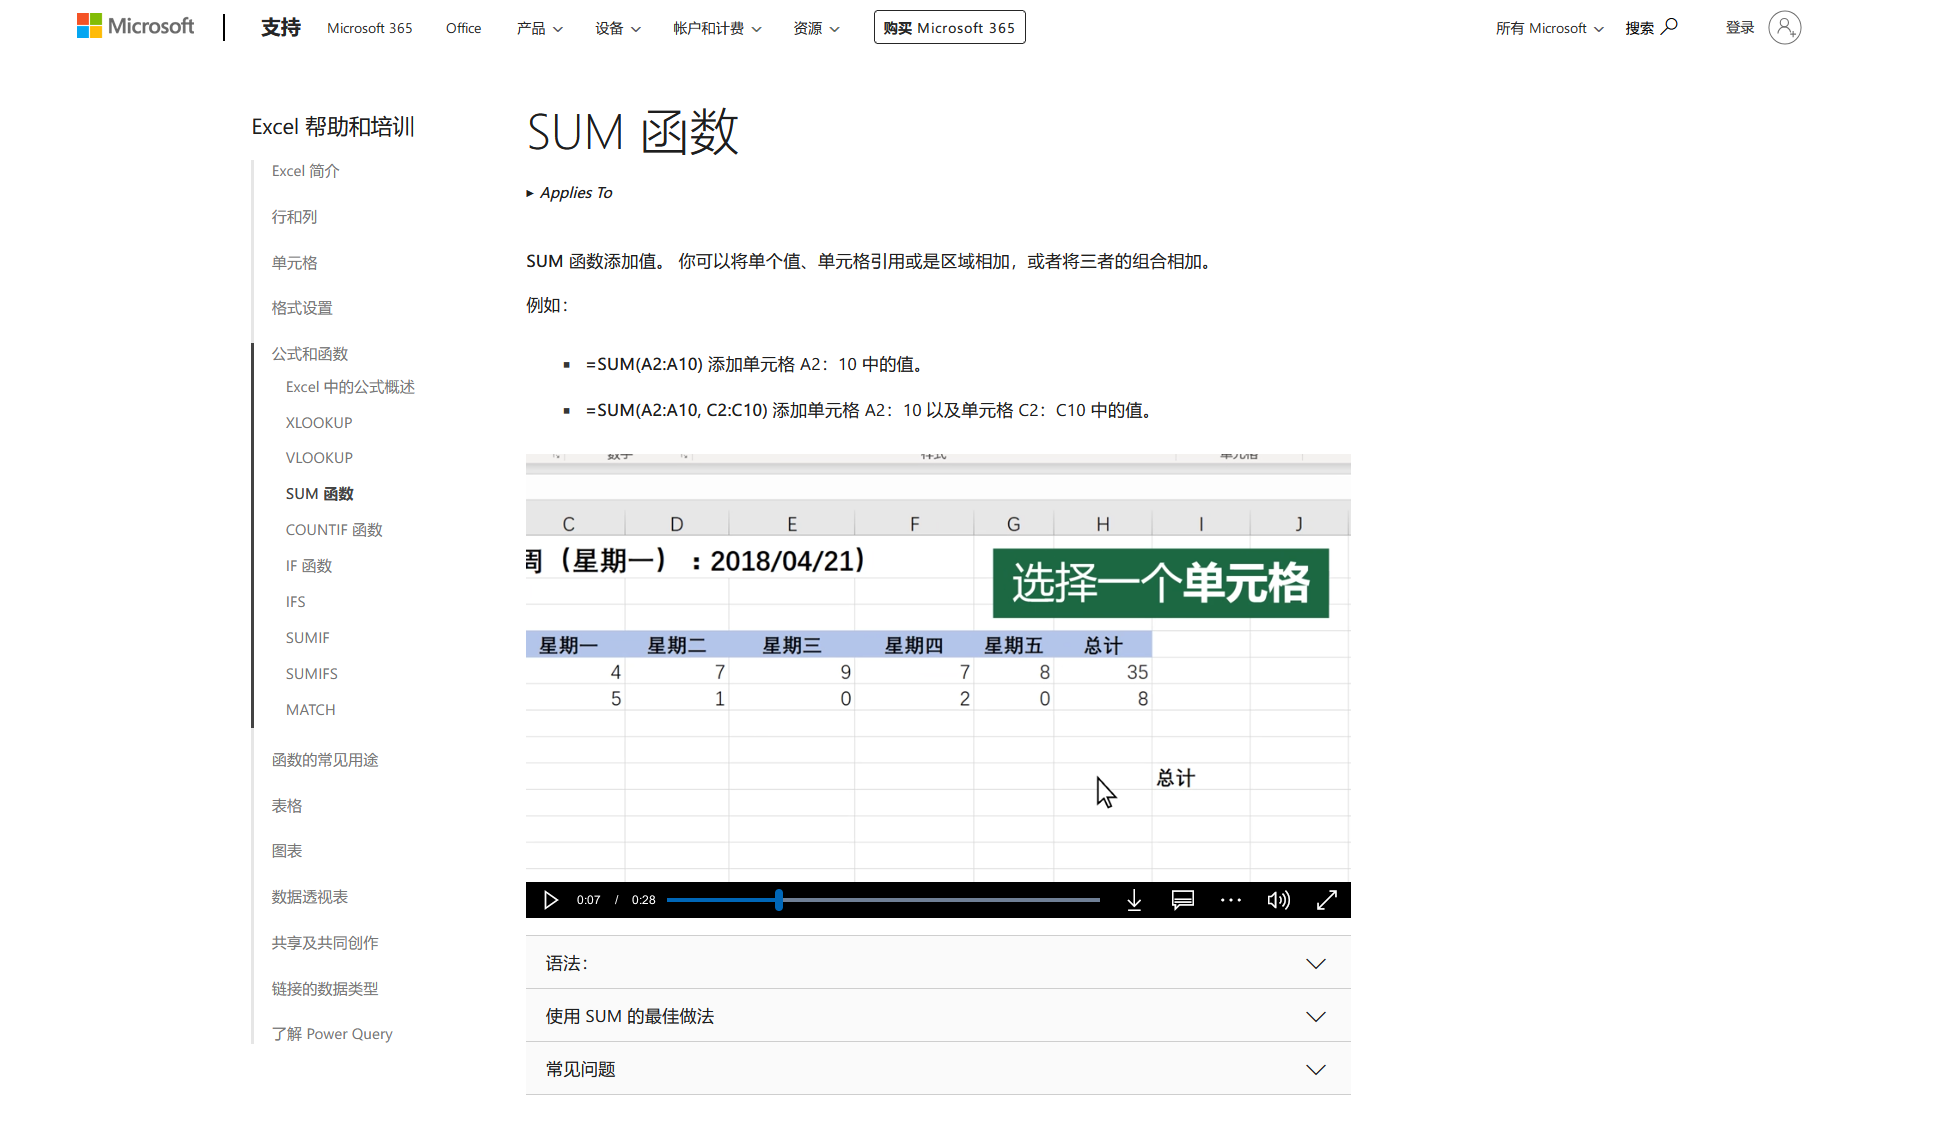 Microsoft
支持
Microsoft 365
Office
产品
设备
帐户和计费
资源
购买 Microsoft 365
所有 Microsoft
搜索
登录
Excel 帮助和培训
Excel 简介
行和列
单元格
格式设置
公式和函数
Excel 中的公式概述
XLOOKUP
VLOOKUP
SUM 函数
COUNTIF 函数
IF 函数
IFS
SUMIF
SUMIFS
MATCH
函数的常见用途
表格
图表
数据透视表
共享及共同创作
链接的数据类型
了解 Power Query
SUM 函数
Applies To
SUM 函数添加值。 你可以将单个值、单元格引用或是区域相加，或者将三者的组合相加。
例如：
=SUM(A2:A10) 添加单元格 A2：10 中的值。
=SUM(A2:A10, C2:C10) 添加单元格 A2：10 以及单元格 C2：C10 中的值。
数字 样式 单元格
C D E F G H I J
周（星期一）：2018/04/21）
选择一个单元格
星期一 星期二 星期三 星期四 星期五 总计
4 7 9 7 8 35
5 1 0 2 0 8
总计
0:07 / 0:28
语法：
使用 SUM 的最佳做法
常见问题